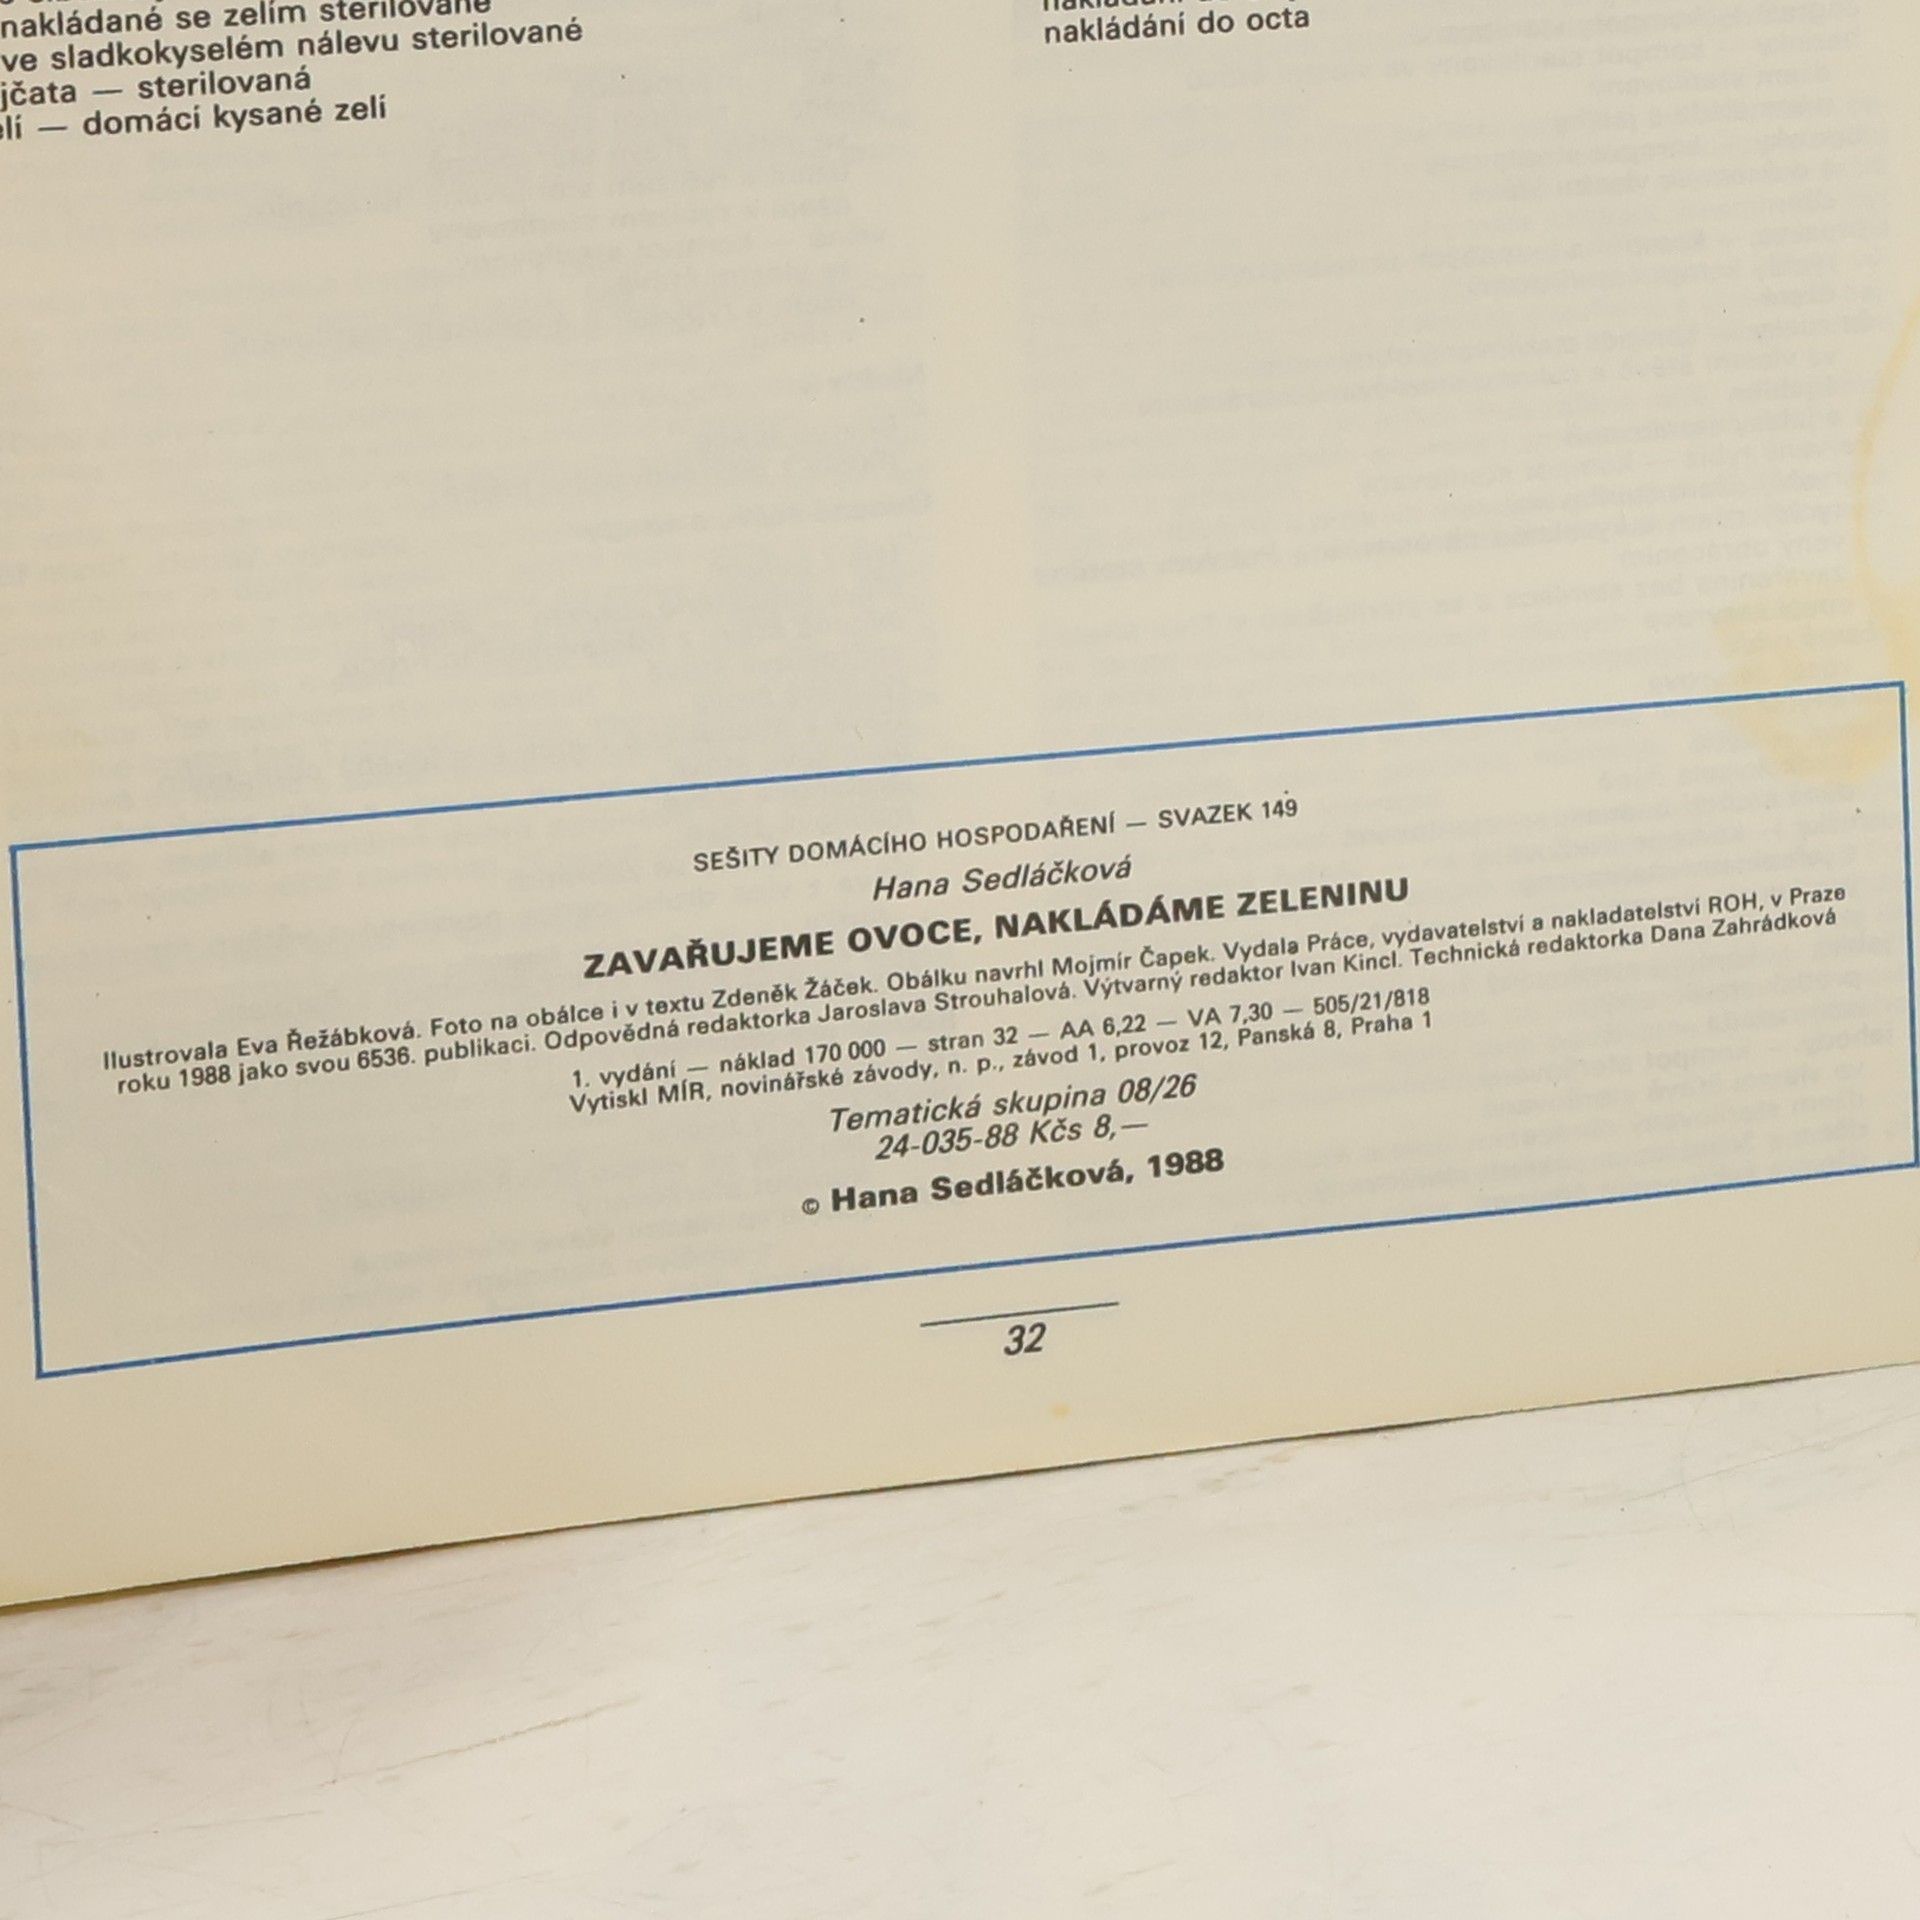 nakládané se zelím sterilované
ve sladkokyselém nálevu sterilované
jčata — sterilovaná
elí — domácí kysané zelí
nakládání do octa
SEŠITY DOMÁCÍHO HOSPODAŘENÍ — SVAZEK 149
Hana Sedláčková
ZAVAŘUJEME OVOCE, NAKLÁDÁME ZELENINU
Ilustrovala Eva Řežábková. Foto na obálce i v textu Zdeněk Žáček. Obálku navrhl Mojmír Čapek. Vydala Práce, vydavatelství a nakladatelství ROH, v Praze
roku 1988 jako svou 6536. publikaci. Odpovědná redaktorka Jaroslava Strouhalová. Výtvarný redaktor Ivan Kincl. Technická redaktorka Dana Zahrádková
1. vydání — náklad 170 000 — stran 32 — AA 6,22 — VA 7,30 — 505/21/818
Vytiskl MÍR, novinářské závody, n. p., závod 1, provoz 12, Panská 8, Praha 1
Tematická skupina 08/26
24-035-88 Kčs 8,—
© Hana Sedláčková, 1988
32